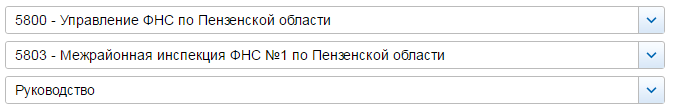 5800 - Управление ФНС по Пензенской области
5803 - Межрайонная инспекция ФНС №1 по Пензенской области
Руководство